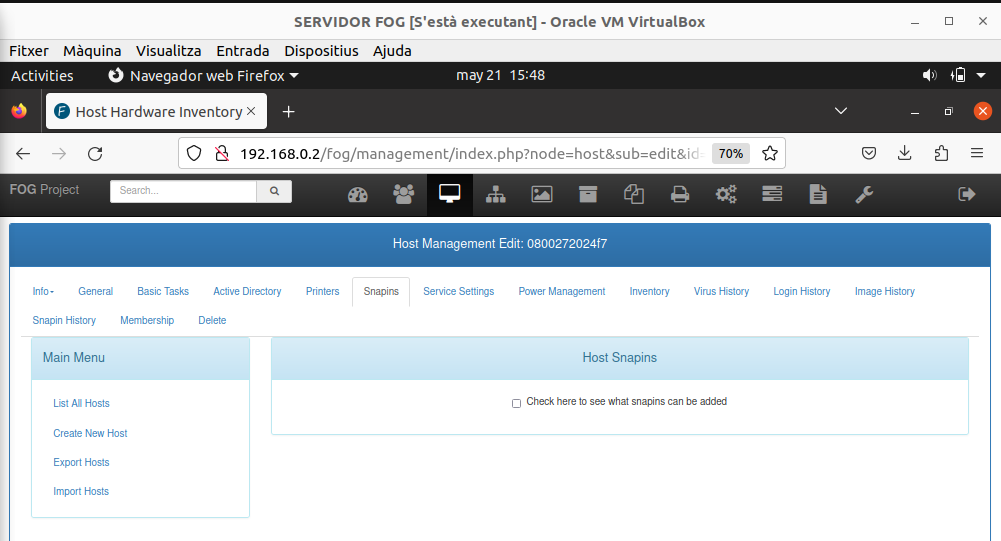 SERVIDOR FOG [S'està executant] - Oracle VM VirtualBox
Fitxer Màquina Visualitza Entrada Dispositius Ajuda
Activities Navegador web Firefox may 21 15:48
Host Hardware Inventory
192.168.0.2/fog/management/index.php?node=host&sub=edit&id= 70%
FOG Project Search...
Host Management Edit: 0800272024f7
Info General Basic Tasks Active Directory Printers Snapins Service Settings Power Management Inventory Virus History Login History Image History
Snapin History Membership Delete
Main Menu
List All Hosts
Create New Host
Export Hosts
Import Hosts
Host Snapins
Check here to see what snapins can be added